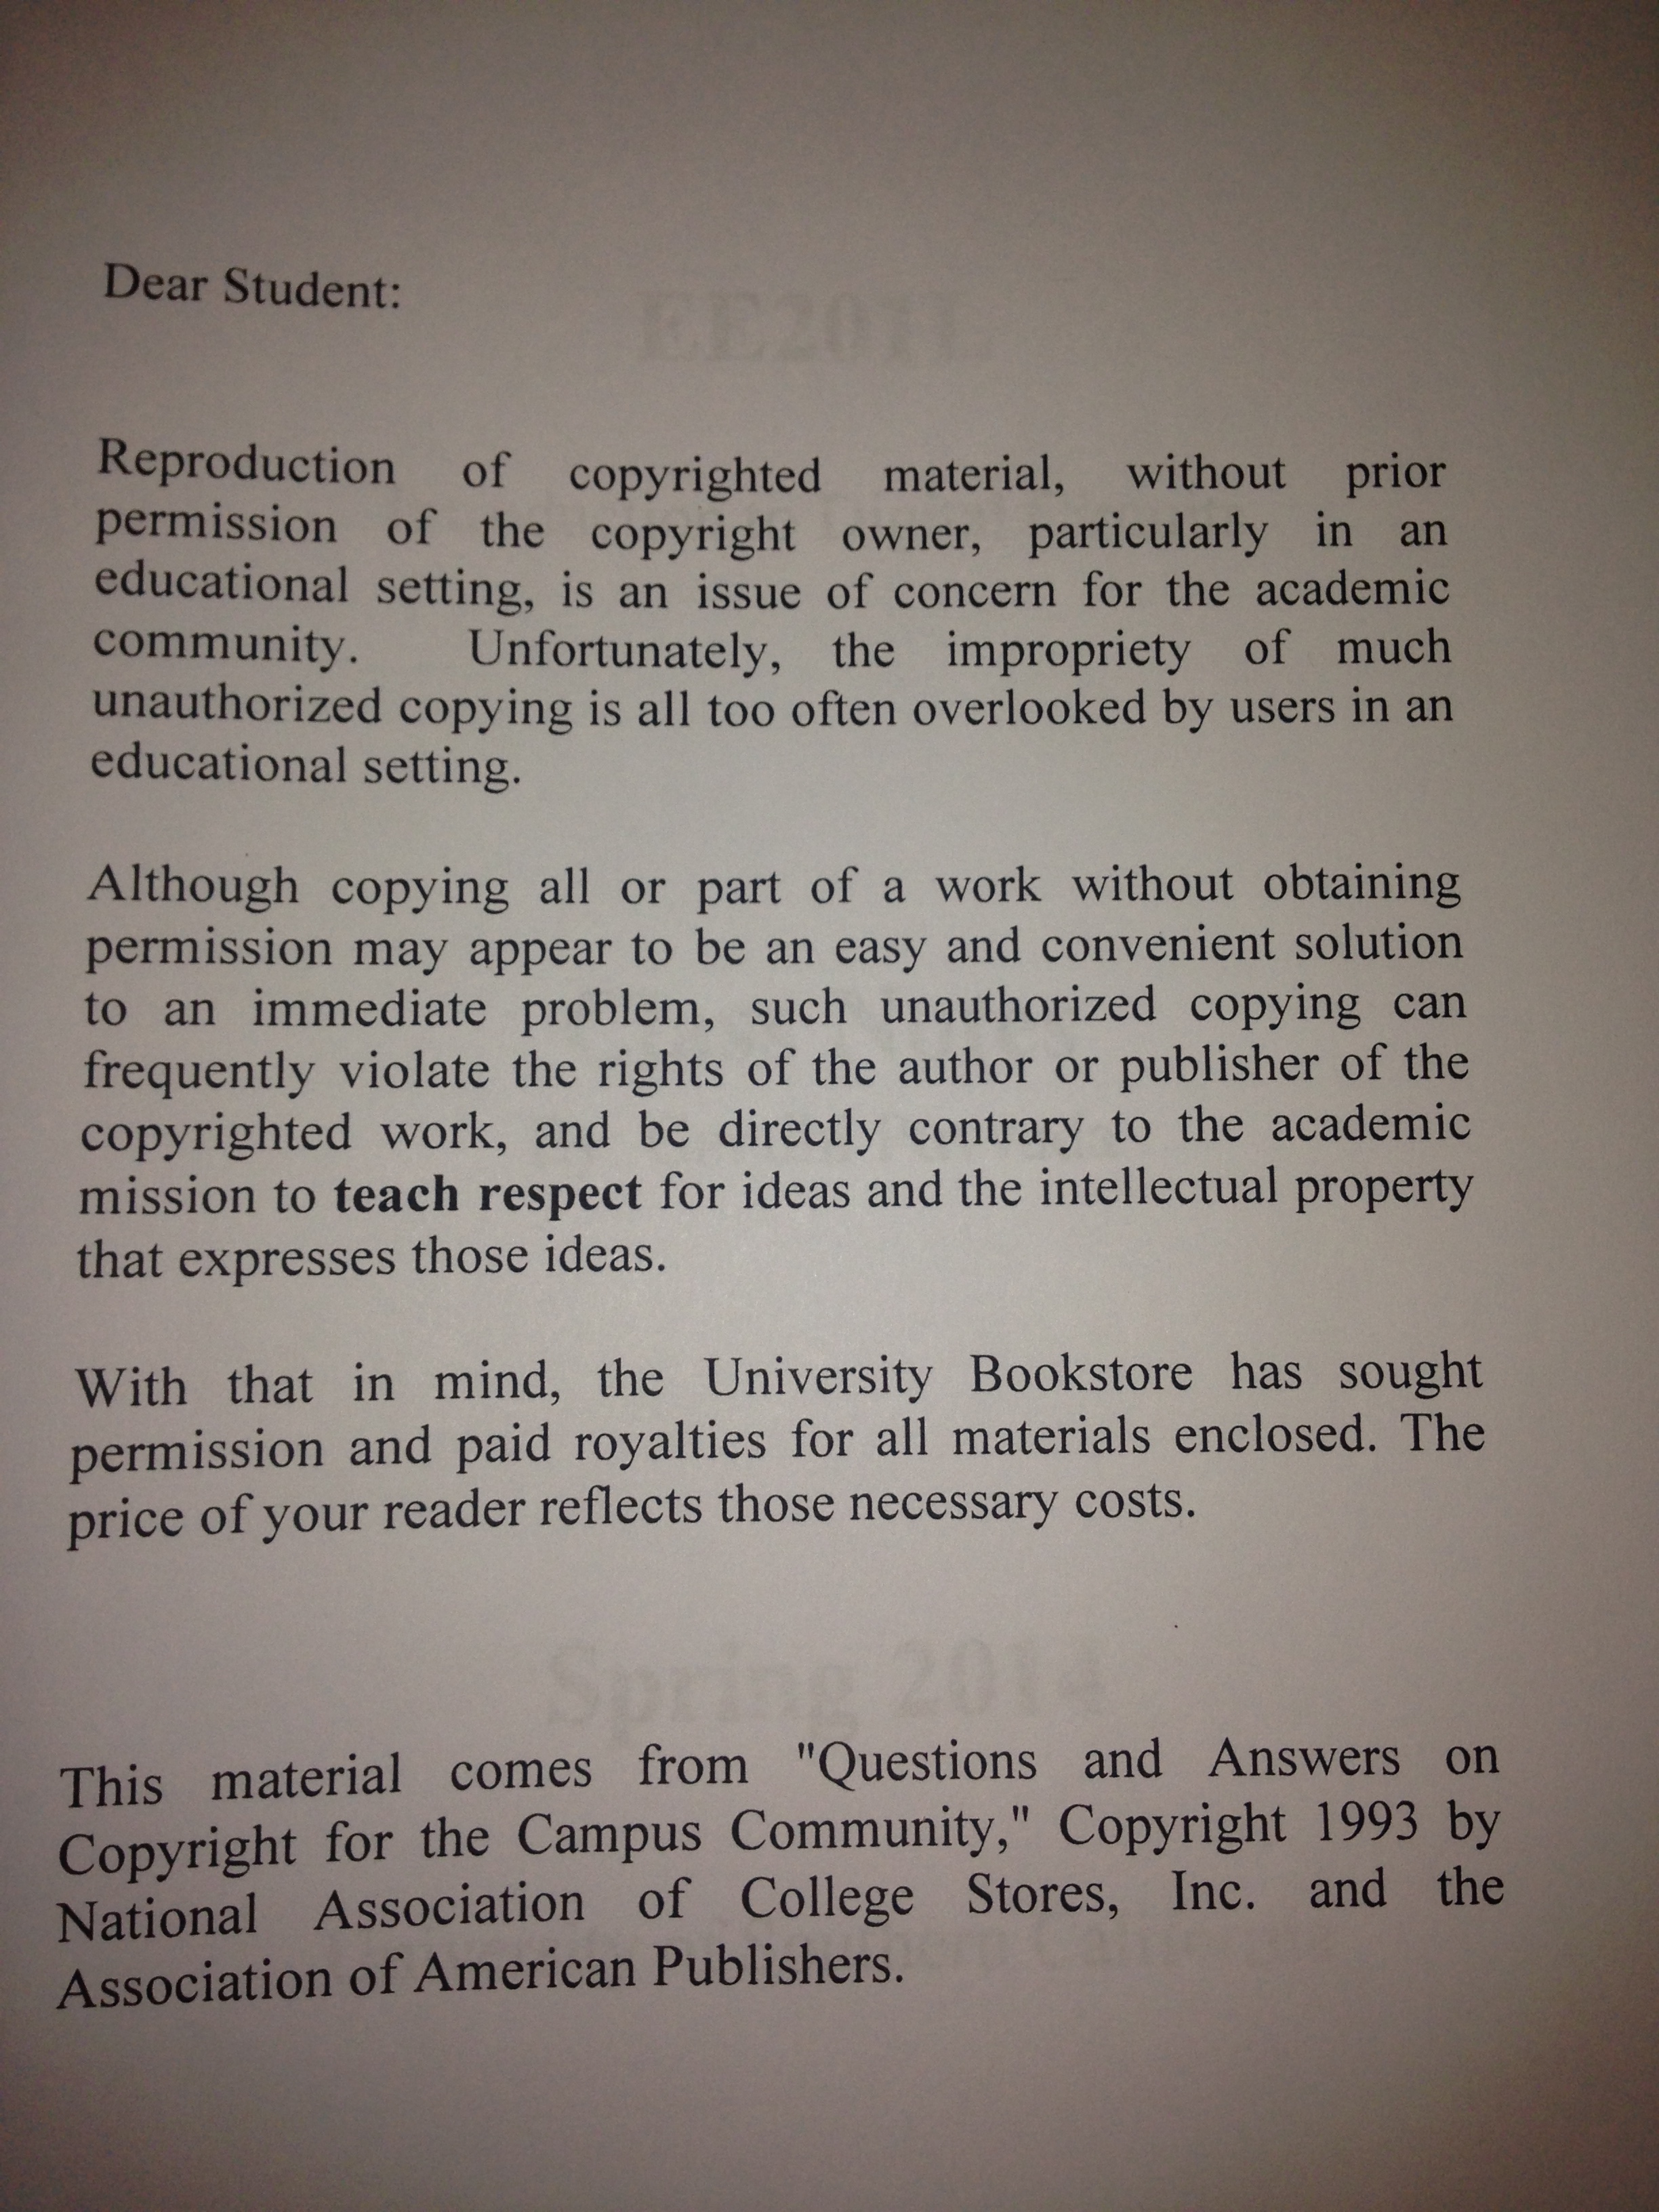 Dear Student:
EE2011
Reproduction of copyrighted material, without prior
permission of the copyright owner, particularly in an
educational setting, is an issue of concern for the academic
community. Unfortunately, the impropriety of much
unauthorized copying is all too often overlooked by users in an
educational setting.
Although copying all or part of a work without obtaining
permission may appear to be an easy and convenient solution
to an immediate problem, such unauthorized copying can
frequently violate the rights of the author or publisher of the
copyrighted work, and be directly contrary to the academic
mission to teach respect for ideas and the intellectual property
that expresses those ideas.
With that in mind, the University Bookstore has sought
permission and paid royalties for all materials enclosed. The
price of your reader reflects those necessary costs.
Spring 2014
This material comes from "Questions and Answers on
Copyright for the Campus Community," Copyright 1993 by
National Association of College Stores, Inc. and the
Association of American Publishers.